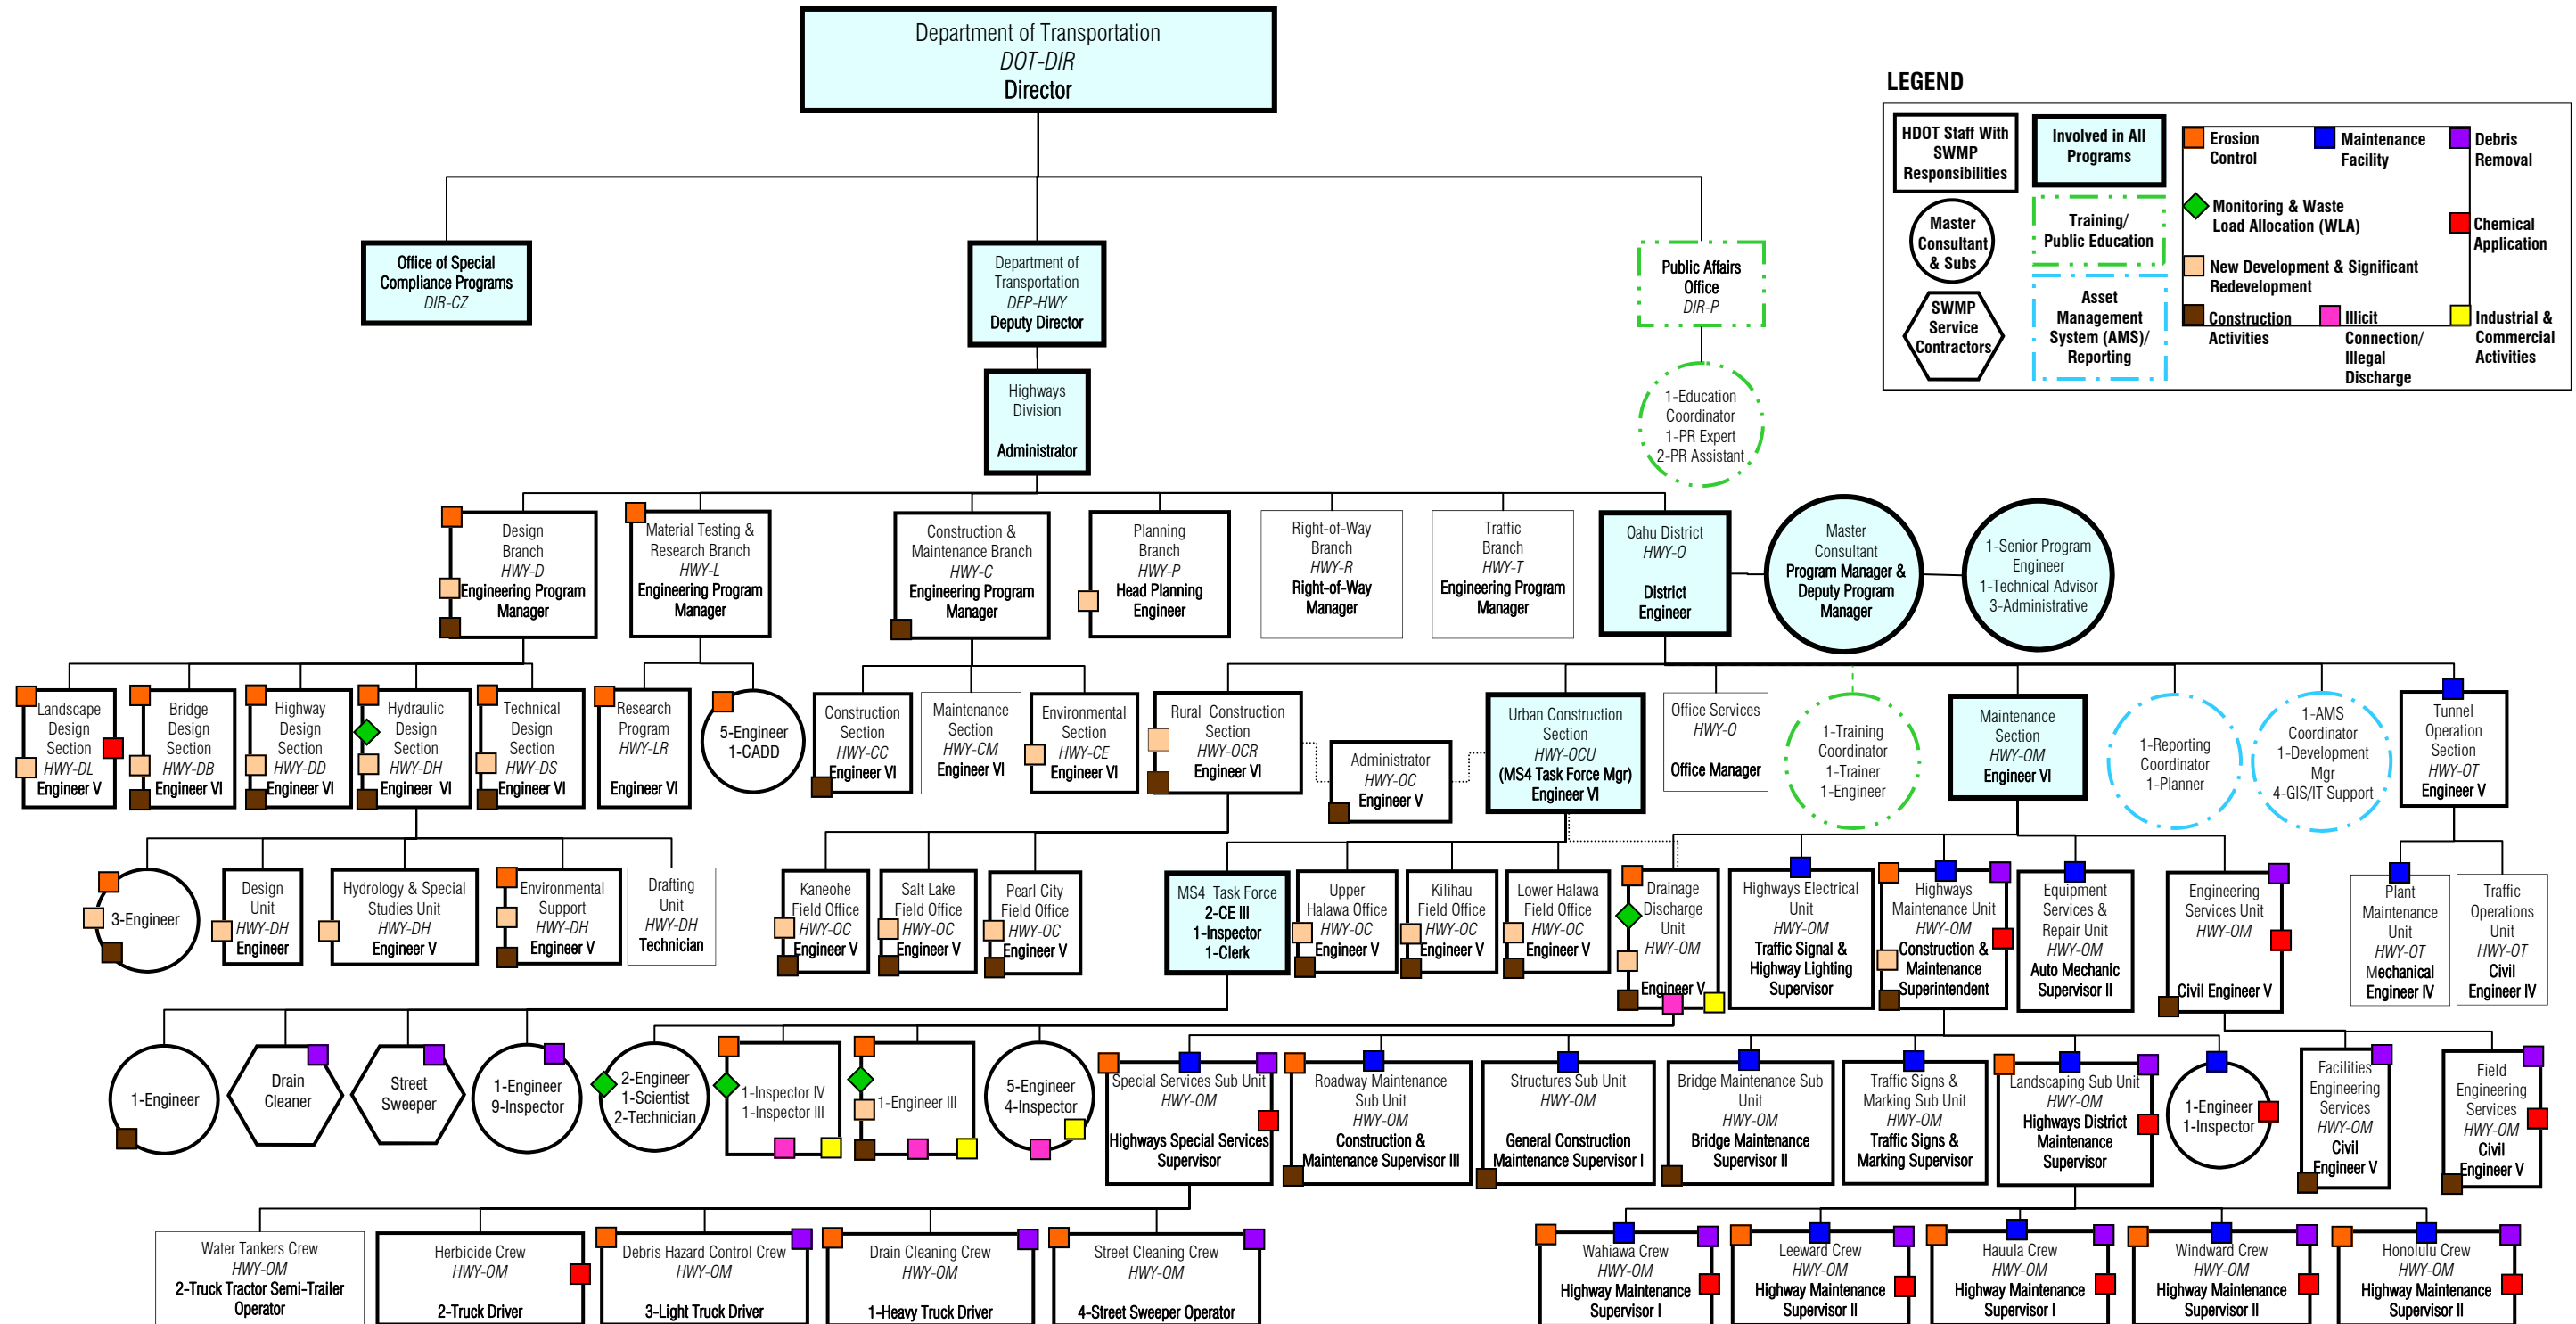 Department of Transportation
DOT-DIR
Director
LEGEND
HDOT Staff With
SWMP
Responsibilities
Involved in All
Programs
Erosion
Control
Maintenance
Facility
Debris
Removal
Master
Consultant
& Subs
Training/
Public Education
Monitoring & Waste
Load Allocation (WLA)
Chemical
Application
New Development & Significant
Redevelopment
SWMP
Service
Contractors
Asset
Management
System (AMS)/
Reporting
Construction
Activities
Illicit
Connection/
Illegal
Discharge
Industrial &
Commercial
Activities
Office of Special
Compliance Programs
DIR-CZ
Department of
Transportation
DEP-HWY
Deputy Director
Public Affairs
Office
DIR-P
Highways
Division
Administrator
1-Education
Coordinator
1-PR Expert
2-PR Assistant
Design
Branch
HWY-D
Engineering Program
Manager
Material Testing &
Research Branch
HWY-L
Engineering Program
Manager
Construction &
Maintenance Branch
HWY-C
Engineering Program
Manager
Planning
Branch
HWY-P
Head Planning
Engineer
Right-of-Way
Branch
HWY-R
Right-of-Way
Manager
Traffic
Branch
HWY-T
Engineering Program
Manager
Oahu District
HWY-O
District
Engineer
Master
Consultant
Program Manager &
Deputy Program
Manager
1-Senior Program
Engineer
1-Technical Advisor
3-Administrative
Landscape
Design
Section
HWY-DL
Engineer V
Bridge
Design
Section
HWY-DB
Engineer VI
Highway
Design
Section
HWY-DD
Engineer VI
Hydraulic
Design
Section
HWY-DH
Engineer VI
Technical
Design
Section
HWY-DS
Engineer VI
Research
Program
HWY-LR
Engineer VI
5-Engineer
1-CADD
Construction
Section
HWY-CC
Engineer VI
Maintenance
Section
HWY-CM
Engineer VI
Environmental
Section
HWY-CE
Engineer VI
Rural Construction
Section
HWY-OCR
Engineer VI
Administrator
HWY-OC
Engineer V
Urban Construction
Section
HWY-OCU
(MS4 Task Force Mgr)
Engineer VI
Office Services
HWY-O
Office Manager
1-Training
Coordinator
1-Trainer
1-Engineer
Maintenance
Section
HWY-OM
Engineer VI
1-Reporting
Coordinator
1-Planner
1-AMS
Coordinator
1-Development
Mgr
4-GIS/IT Support
Tunnel
Operation
Section
HWY-OT
Engineer V
3-Engineer
Design
Unit
HWY-DH
Engineer
Hydrology & Special
Studies Unit
HWY-DH
Engineer V
Environmental
Support
HWY-DH
Engineer V
Drafting
Unit
HWY-DH
Technician
Kaneohe
Field Office
HWY-OC
Engineer V
Salt Lake
Field Office
HWY-OC
Engineer V
Pearl City
Field Office
HWY-OC
Engineer V
MS4 Task Force
2-CE III
1-Inspector
1-Clerk
Upper
Halawa Office
HWY-OC
Engineer V
Kilihau
Field Office
HWY-OC
Engineer V
Lower Halawa
Field Office
HWY-OC
Engineer V
Drainage
Discharge
Unit
HWY-OM
Engineer V
Highways Electrical
Unit
HWY-OM
Traffic Signal &
Highway Lighting
Supervisor
Highways
Maintenance Unit
HWY-OM
Construction &
Maintenance
Superintendent
Equipment
Services &
Repair Unit
HWY-OM
Auto Mechanic
Supervisor II
Engineering
Services Unit
HWY-OM
Civil Engineer V
Plant
Maintenance
Unit
HWY-OT
Mechanical
Engineer IV
Traffic
Operations
Unit
HWY-OT
Civil
Engineer IV
1-Engineer
Drain
Cleaner
Street
Sweeper
1-Engineer
9-Inspector
2-Engineer
1-Scientist
2-Technician
1-Inspector IV
1-Inspector III
1-Engineer III
5-Engineer
4-Inspector
Special Services Sub Unit
HWY-OM
Highways Special Services
Supervisor
Roadway Maintenance
Sub Unit
HWY-OM
Construction &
Maintenance Supervisor III
Structures Sub Unit
HWY-OM
General Construction
Maintenance Supervisor I
Bridge Maintenance Sub
Unit
HWY-OM
Bridge Maintenance
Supervisor II
Traffic Signs &
Marking Sub Unit
HWY-OM
Traffic Signs &
Marking Supervisor
Landscaping Sub Unit
HWY-OM
Highways District
Maintenance
Supervisor
1-Engineer
1-Inspector
Facilities
Engineering
Services
HWY-OM
Civil
Engineer V
Field
Engineering
Services
HWY-OM
Civil
Engineer V
Water Tankers Crew
HWY-OM
2-Truck Tractor Semi-Trailer
Operator
Herbicide Crew
HWY-OM
2-Truck Driver
Debris Hazard Control Crew
HWY-OM
3-Light Truck Driver
Drain Cleaning Crew
HWY-OM
1-Heavy Truck Driver
Street Cleaning Crew
HWY-OM
4-Street Sweeper Operator
Wahiawa Crew
HWY-OM
Highway Maintenance
Supervisor I
Leeward Crew
HWY-OM
Highway Maintenance
Supervisor II
Hauula Crew
HWY-OM
Highway Maintenance
Supervisor I
Windward Crew
HWY-OM
Highway Maintenance
Supervisor II
Honolulu Crew
HWY-OM
Highway Maintenance
Supervisor II